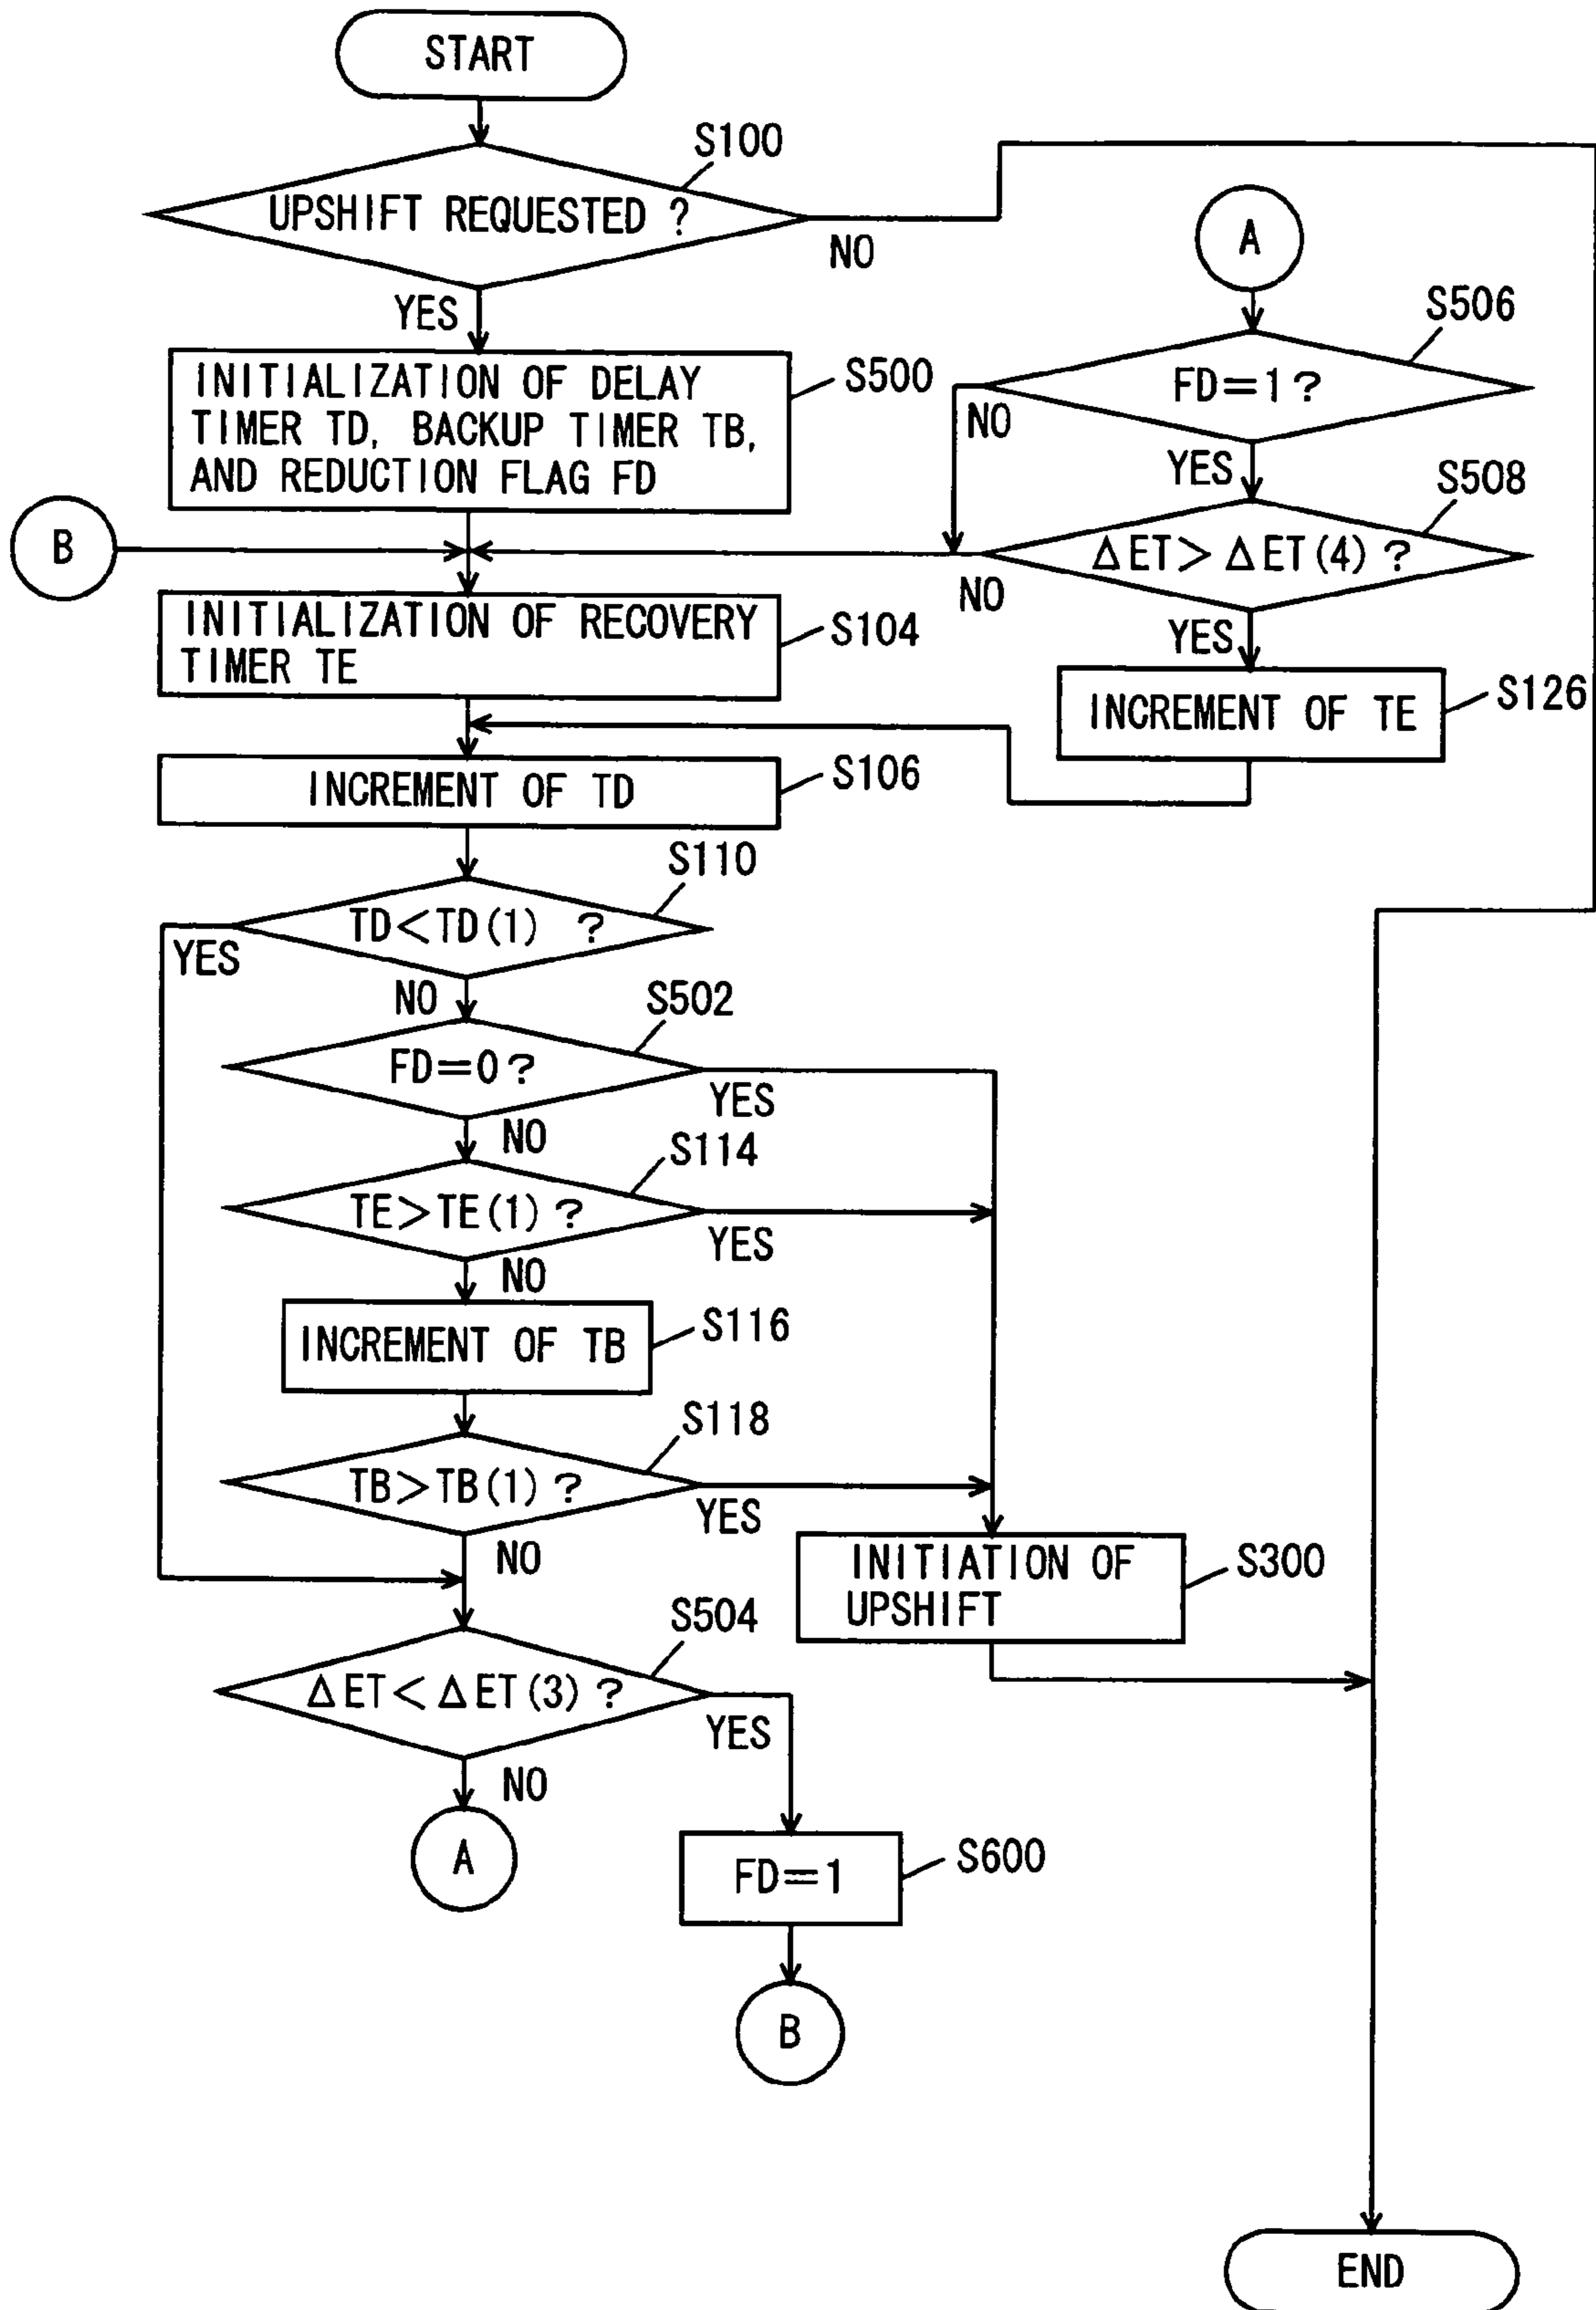 START
S100
UPSHIFT REQUESTED ?
NO
YES
S500
INITIALIZATION OF DELAY
TIMER TD, BACKUP TIMER TB,
AND REDUCTION FLAG FD
B
INITIALIZATION OF RECOVERY
TIMER TE
S104
INCREMENT OF TD
S106
S110
TD<TD(1) ?
YES
NO
S502
FD=0?
YES
NO
S114
TE>TE(1)?
YES
NO
INCREMENT OF TB
S116
S118
TB>TB(1)?
YES
NO
INITIATION OF
UPSHIFT
S300
S504
ΔET<ΔET(3)?
YES
NO
A
FD=1
S600
B
A
S506
FD=1?
NO
YES
S508
ΔET>ΔET(4)?
NO
YES
INCREMENT OF TE
S126
END